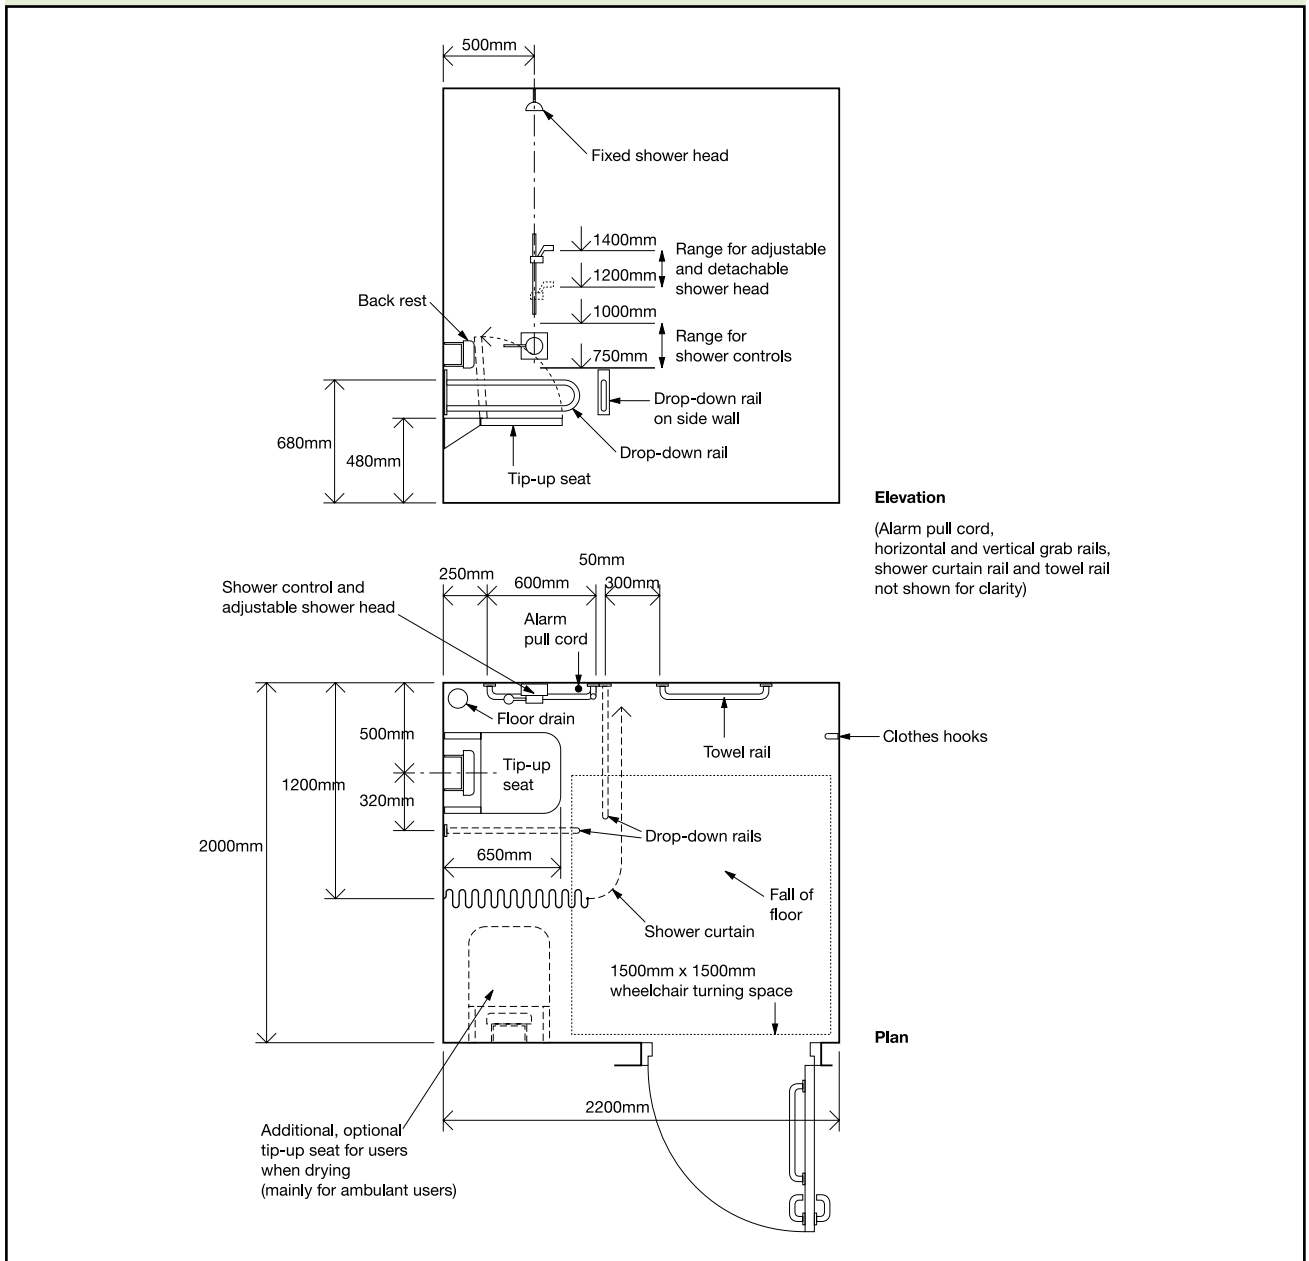 500mm
Fixed shower head
1400mm
Range for adjustable
and detachable
shower head
1200mm
Back rest
1000mm
Range for
shower controls
750mm
Drop-down rail
on side wall
680mm
480mm
Drop-down rail
Tip-up seat
Elevation
(Alarm pull cord,
horizontal and vertical grab rails,
shower curtain rail and towel rail
not shown for clarity)
50mm
250mm
600mm
300mm
Shower control and
adjustable shower head
Alarm
pull cord
Floor drain
500mm
Towel rail
Clothes hooks
Tip-up
seat
1200mm
320mm
2000mm
Drop-down rails
650mm
Fall of
floor
Shower curtain
1500mm x 1500mm
wheelchair turning space
Plan
2200mm
Additional, optional
tip-up seat for users
when drying
(mainly for ambulant users)